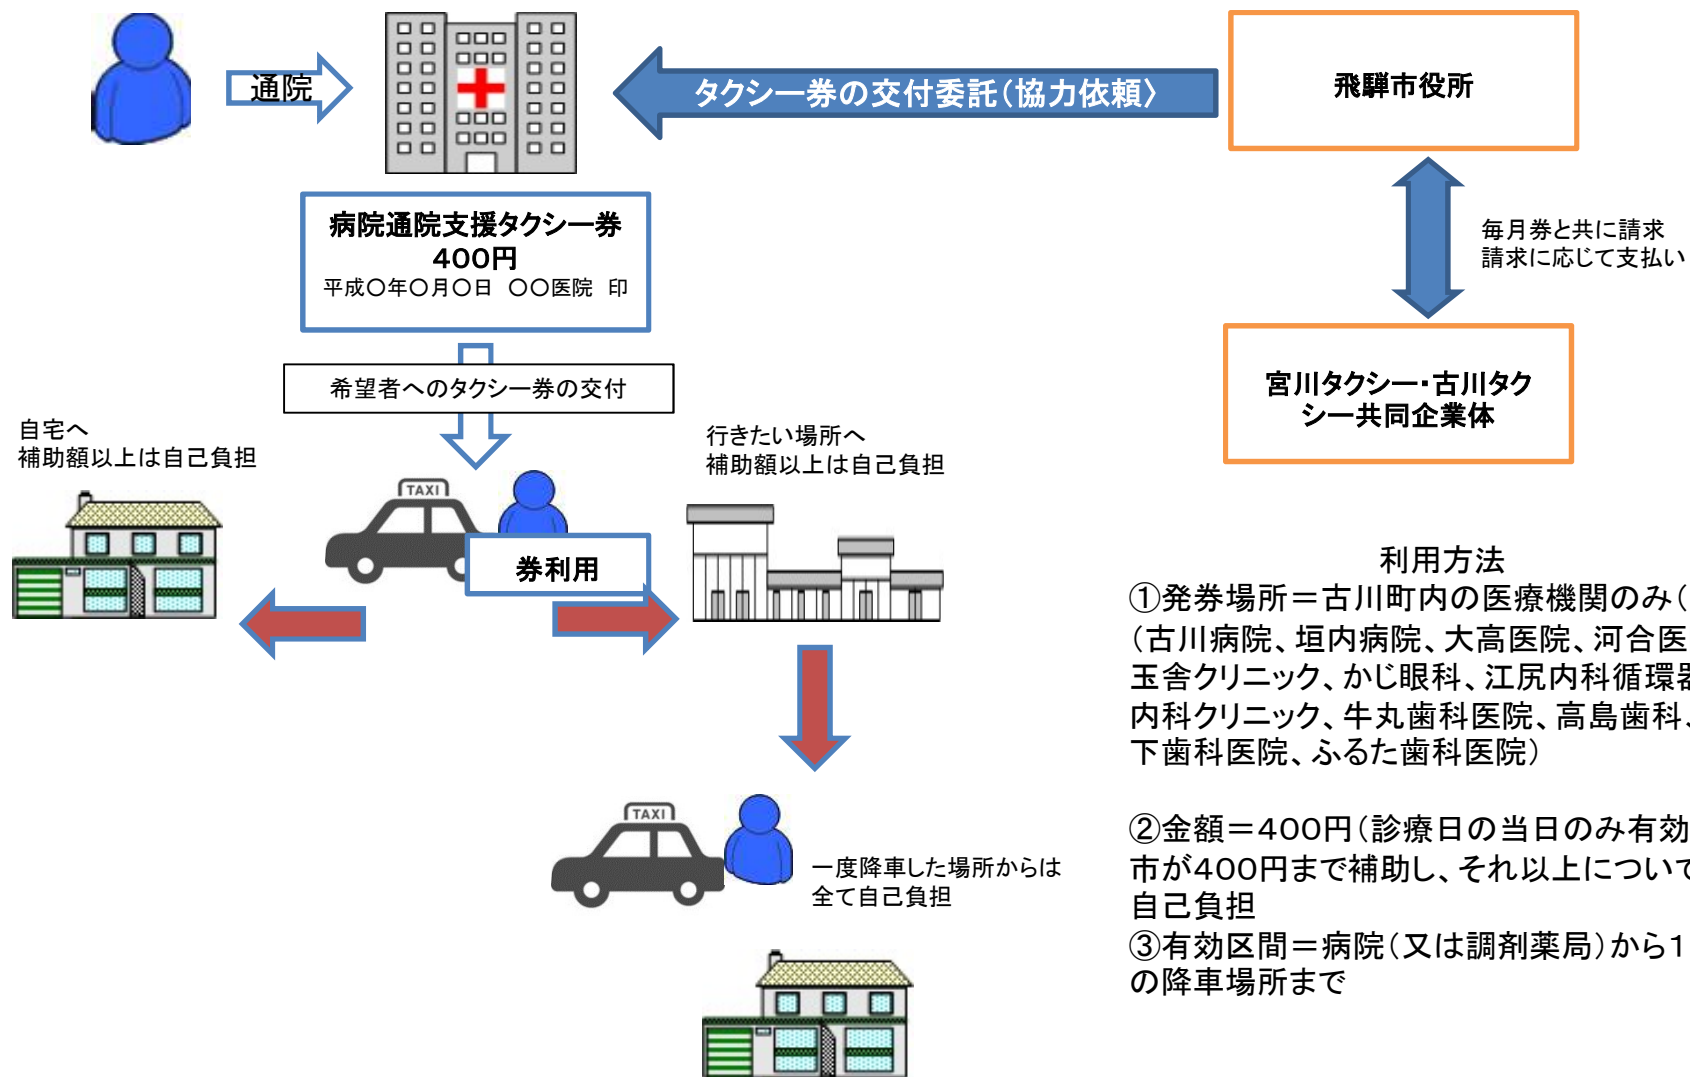 通院
タクシー券の交付委託(協力依頼〉
飛騨市役所
病院通院支援タクシー券
400円
平成〇年〇月〇日 〇〇医院 印
毎月券と共に請求
請求に応じて支払い
希望者へのタクシー券の交付
宮川タクシー・古川タク
シー共同企業体
自宅へ
補助額以上は自己負担
行きたい場所へ
補助額以上は自己負担
TAXI
券利用
利用方法
①発券場所＝古川町内の医療機関のみ(
(古川病院、垣内病院、大高医院、河合医
玉舎クリニック、かじ眼科、江尻内科循環器
内科クリニック、牛丸歯科医院、高島歯科、
下歯科医院、ふるた歯科医院)
②金額＝400円(診療日の当日のみ有効
市が400円まで補助し、それ以上について
自己負担
③有効区間＝病院(又は調剤薬局)から1
の降車場所まで
TAXI
一度降車した場所からは
全て自己負担